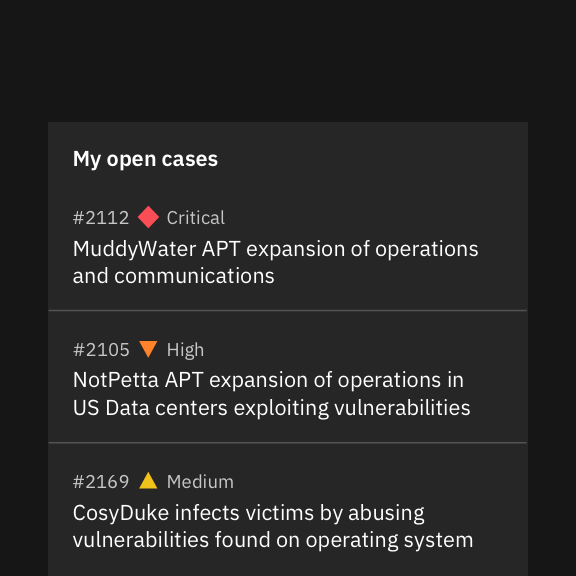 My open cases
#2112 Critical
MuddyWater APT expansion of operations
and communications
#2105 High
NotPetta APT expansion of operations in
US Data centers exploiting vulnerabilities
#2169 Medium
CosyDuke infects victims by abusing
vulnerabilities found on operating system